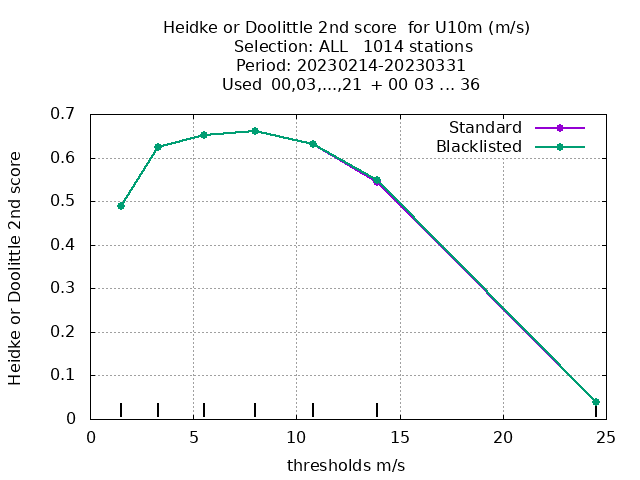 Heidke or Doolittle 2nd score  for U10m (m/s)
Selection: ALL   1014 stations
Period: 20230214-20230331
Used  00,03,...,21  + 00 03 ... 36
Standard
Blacklisted
Heidke or Doolittle 2nd score
0.7
0.6
0.5
0.4
0.3
0.2
0.1
0
0 5 10 15 20 25
thresholds m/s